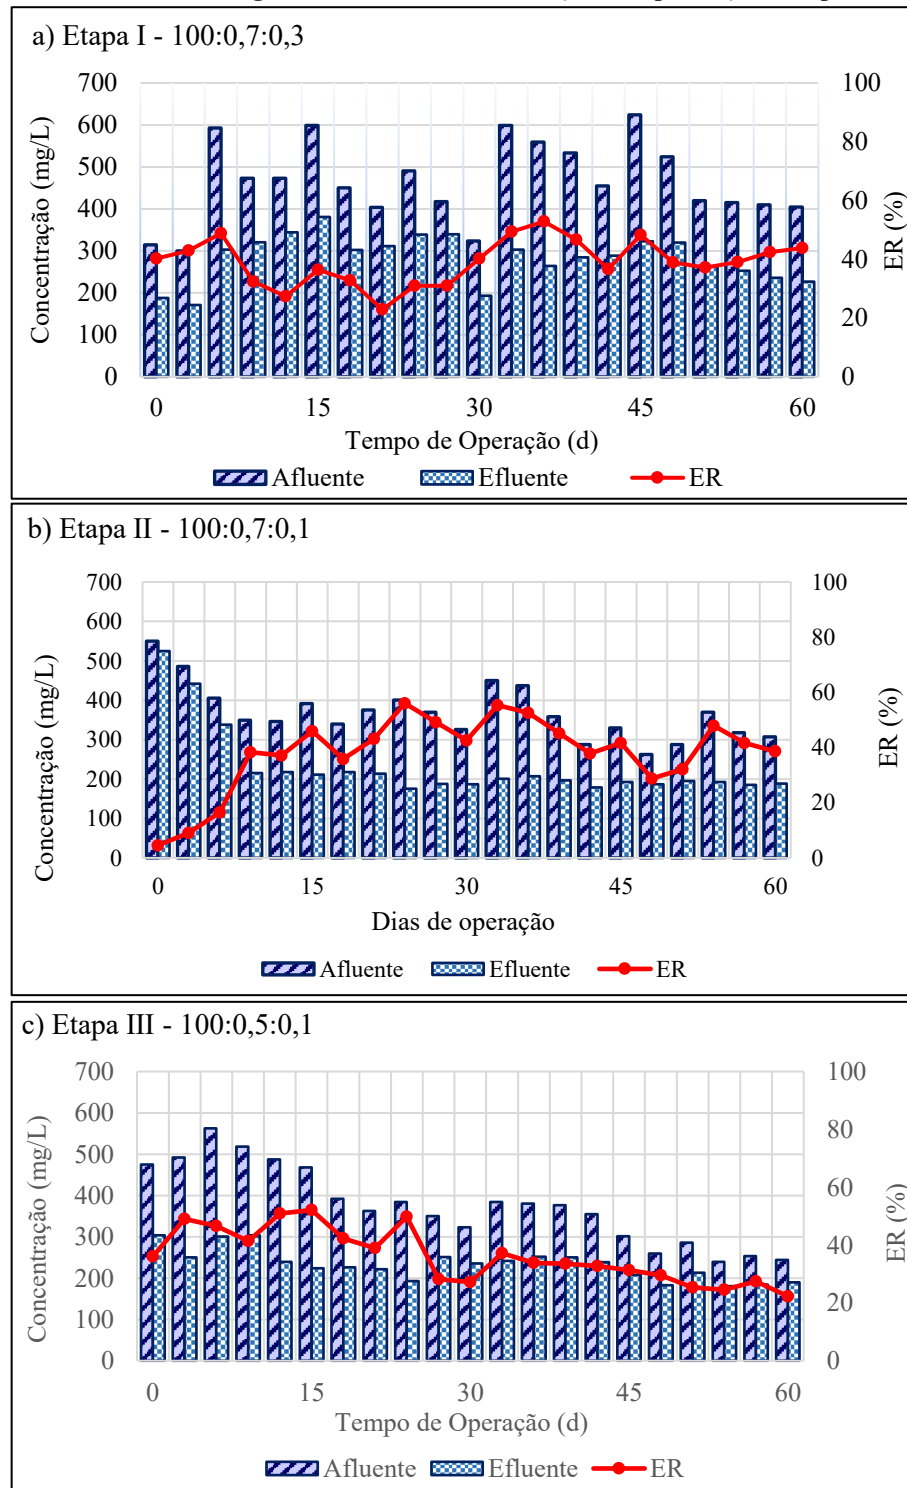 a) Etapa I - 100:0,7:0,3
700
600
500
400
300
200
100
0
Concentração (mg/L)
100
80
60
40
20
0
ER (%)
0 15 30 45 60
Tempo de Operação (d)
Afluente Efluente ER
b) Etapa II - 100:0,7:0,1
700
600
500
400
300
200
100
0
Concentração (mg/L)
100
80
60
40
20
0
ER (%)
0 15 30 45 60
Dias de operação
Afluente Efluente ER
c) Etapa III - 100:0,5:0,1
700
600
500
400
300
200
100
0
Concentração (mg/L)
100
80
60
40
20
0
ER (%)
0 15 30 45 60
Tempo de Operação (d)
Afluente Efluente ER